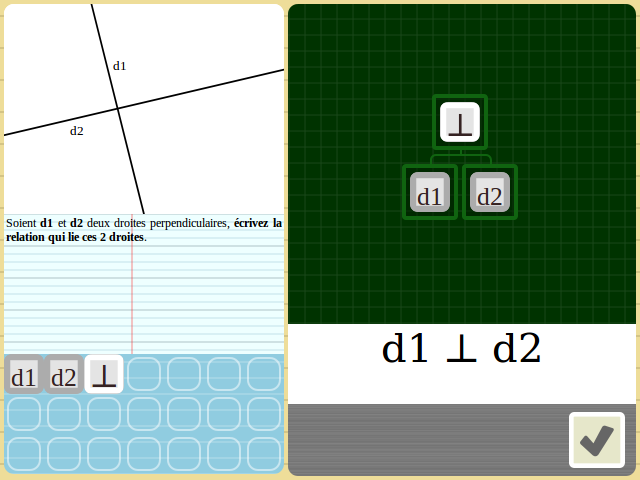 d1
d2
Soient d1 et d2 deux droites perpendiculaires, écrivez la
relation qui lie ces 2 droites.
d1 d2 ⊥
⊥
d1 d2
d1 ⊥ d2